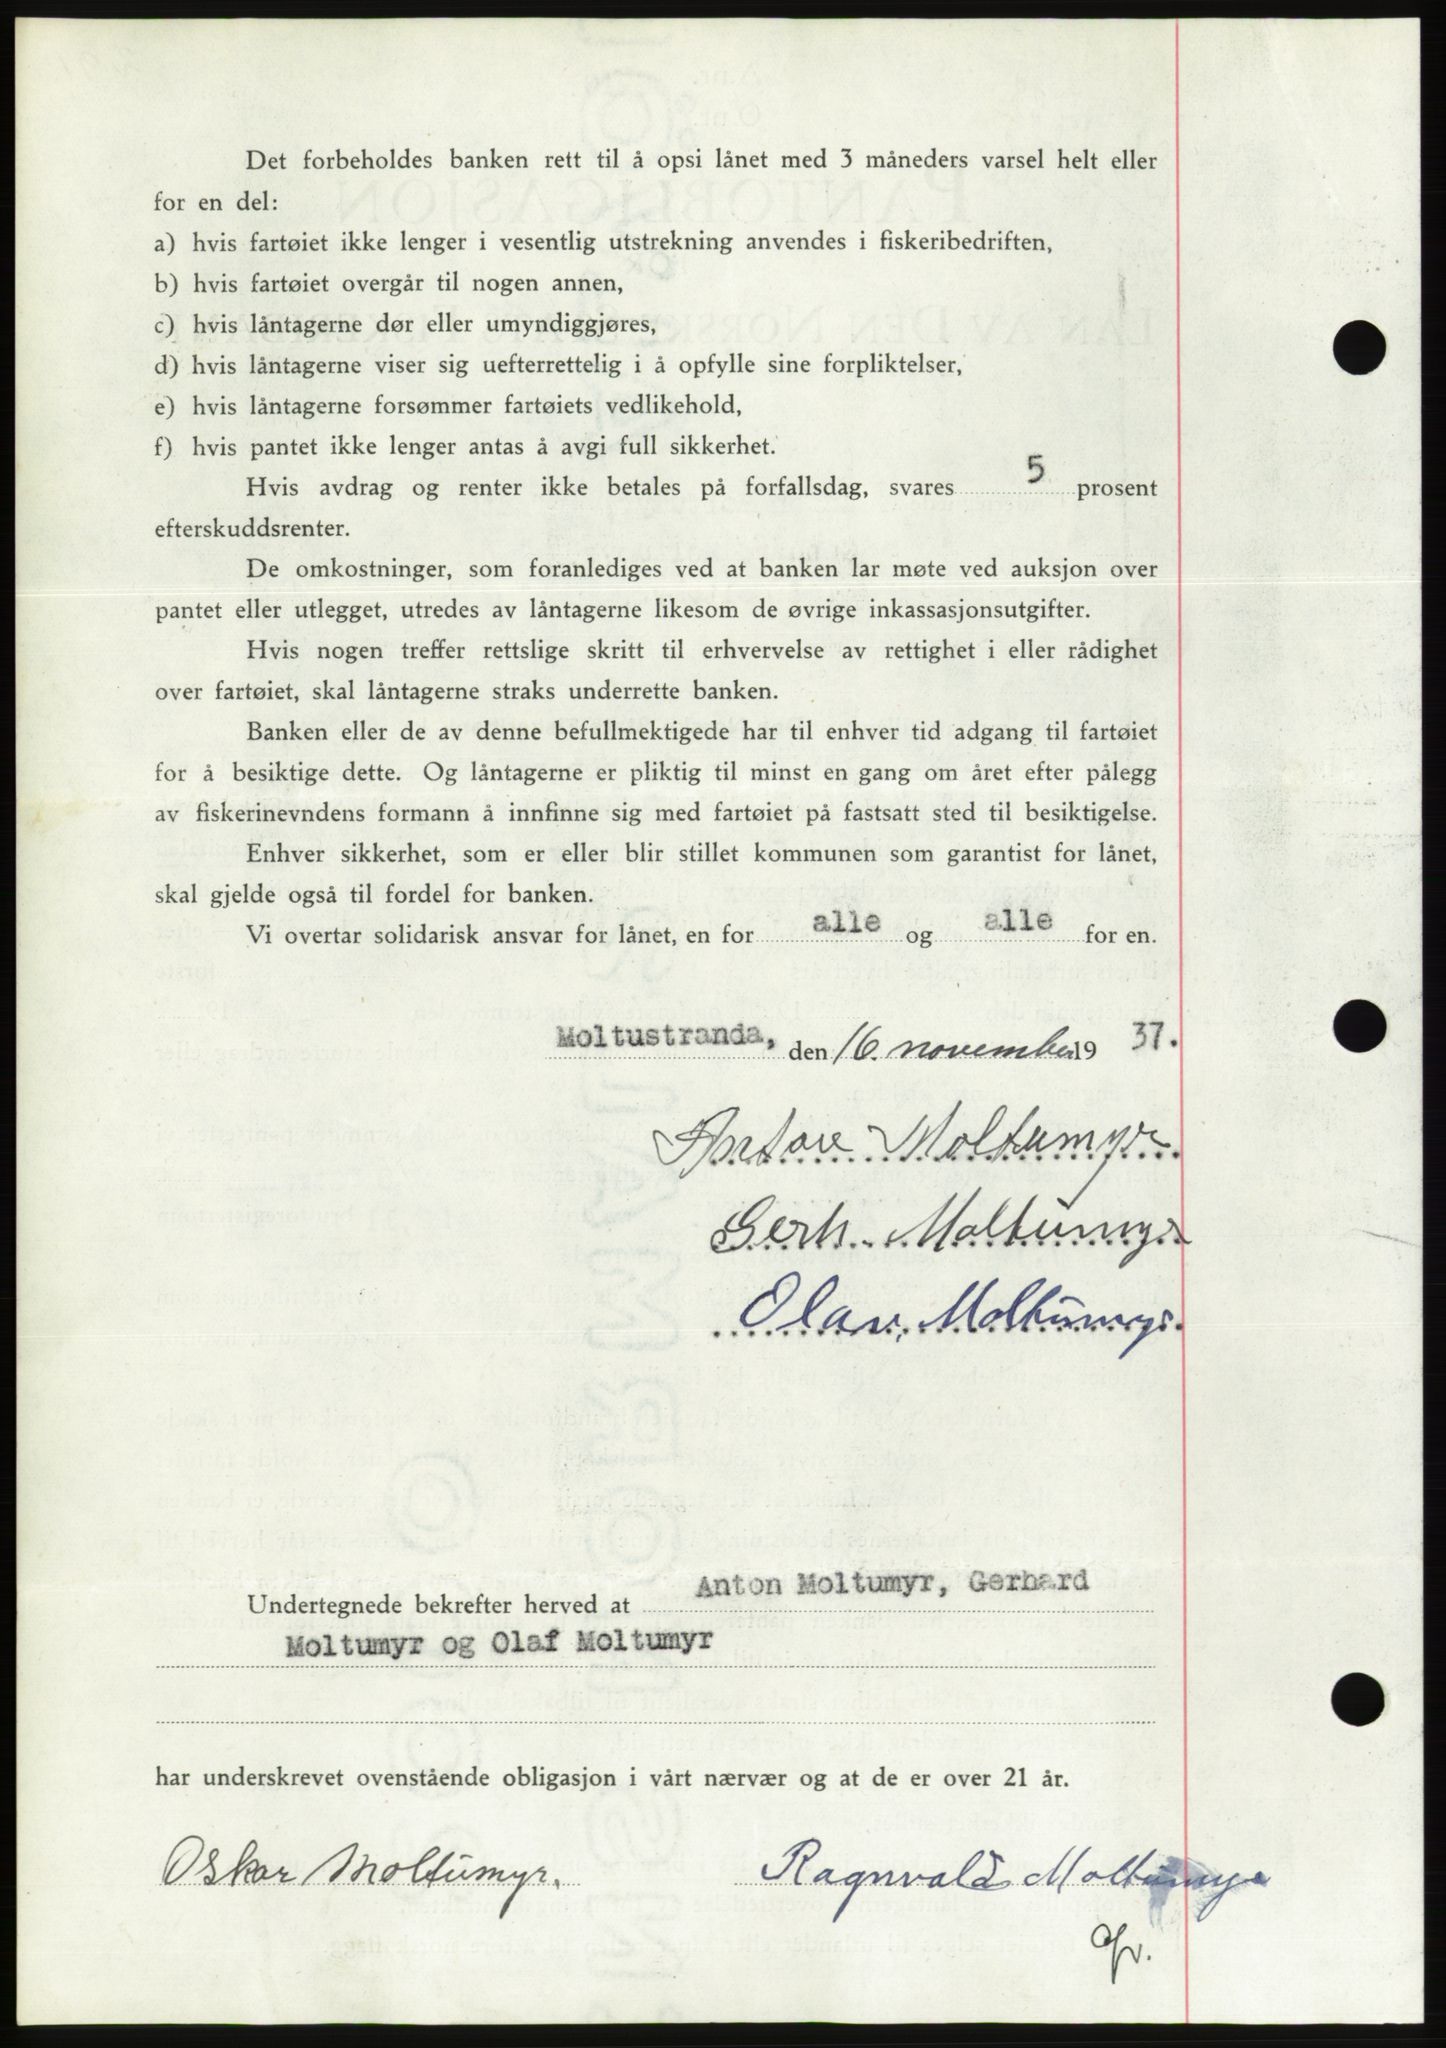 Det forbeholdes banken rett til å opsi lånet med 3 måneders varsel helt eller
for en del:
a) hvis fartøiet ikke lenger i vesentlig utstrekning anvendes i fiskeribedriften,
b) hvis fartøiet overgår til nogen annen,
c) hvis låntagerne dør eller umyndiggjøres,
d) hvis låntagerne viser sig uefterrettelig i å opfylle sine forpliktelser,
e) hvis låntagerne forsømmer fartøiets vedlikehold,
f) hvis pantet ikke lenger antas å avgi full sikkerhet.
Hvis avdrag og renter ikke betales på forfallsdag, svares 5 prosent
efterskuddsrenter.
De omkostninger, som foranlediges ved at banken lar møte ved auksjon over
pantet eller utlegget, utredes av låntagerne likesom de øvrige inkassasjonsutgifter.
Hvis nogen treffer rettslige skritt til erhvervelse av rettighet i eller rådighet
over fartøiet, skal låntagerne straks underrette banken.
Banken eller de av denne befullmektigede har til enhver tid adgang til fartøiet
for å besiktige dette. Og låntagerne er pliktig til minst en gang om året efter pålegg
av fiskerinevndens formann å innfinne sig med fartøiet på fastsatt sted til besiktigelse.
Enhver sikkerhet, som er eller blir stillet kommunen som garantist for lånet,
skal gjelde også til fordel for banken.
Vi overtar solidarisk ansvar for lånet, en for alle og alle for en.
Moltustranda, den 16. november 19 37.
Anton Moltumyr
Gerh. Moltumyr
Olav Moltumyr
Undertegnede bekrefter herved at Anton Moltumyr, Gerhard
Moltumyr og Olaf Moltumyr
har underskrevet ovenstående obligasjon i vårt nærvær og at de er over 21 år.
Oskar Moltumyr. Ragnvald Moltumyr